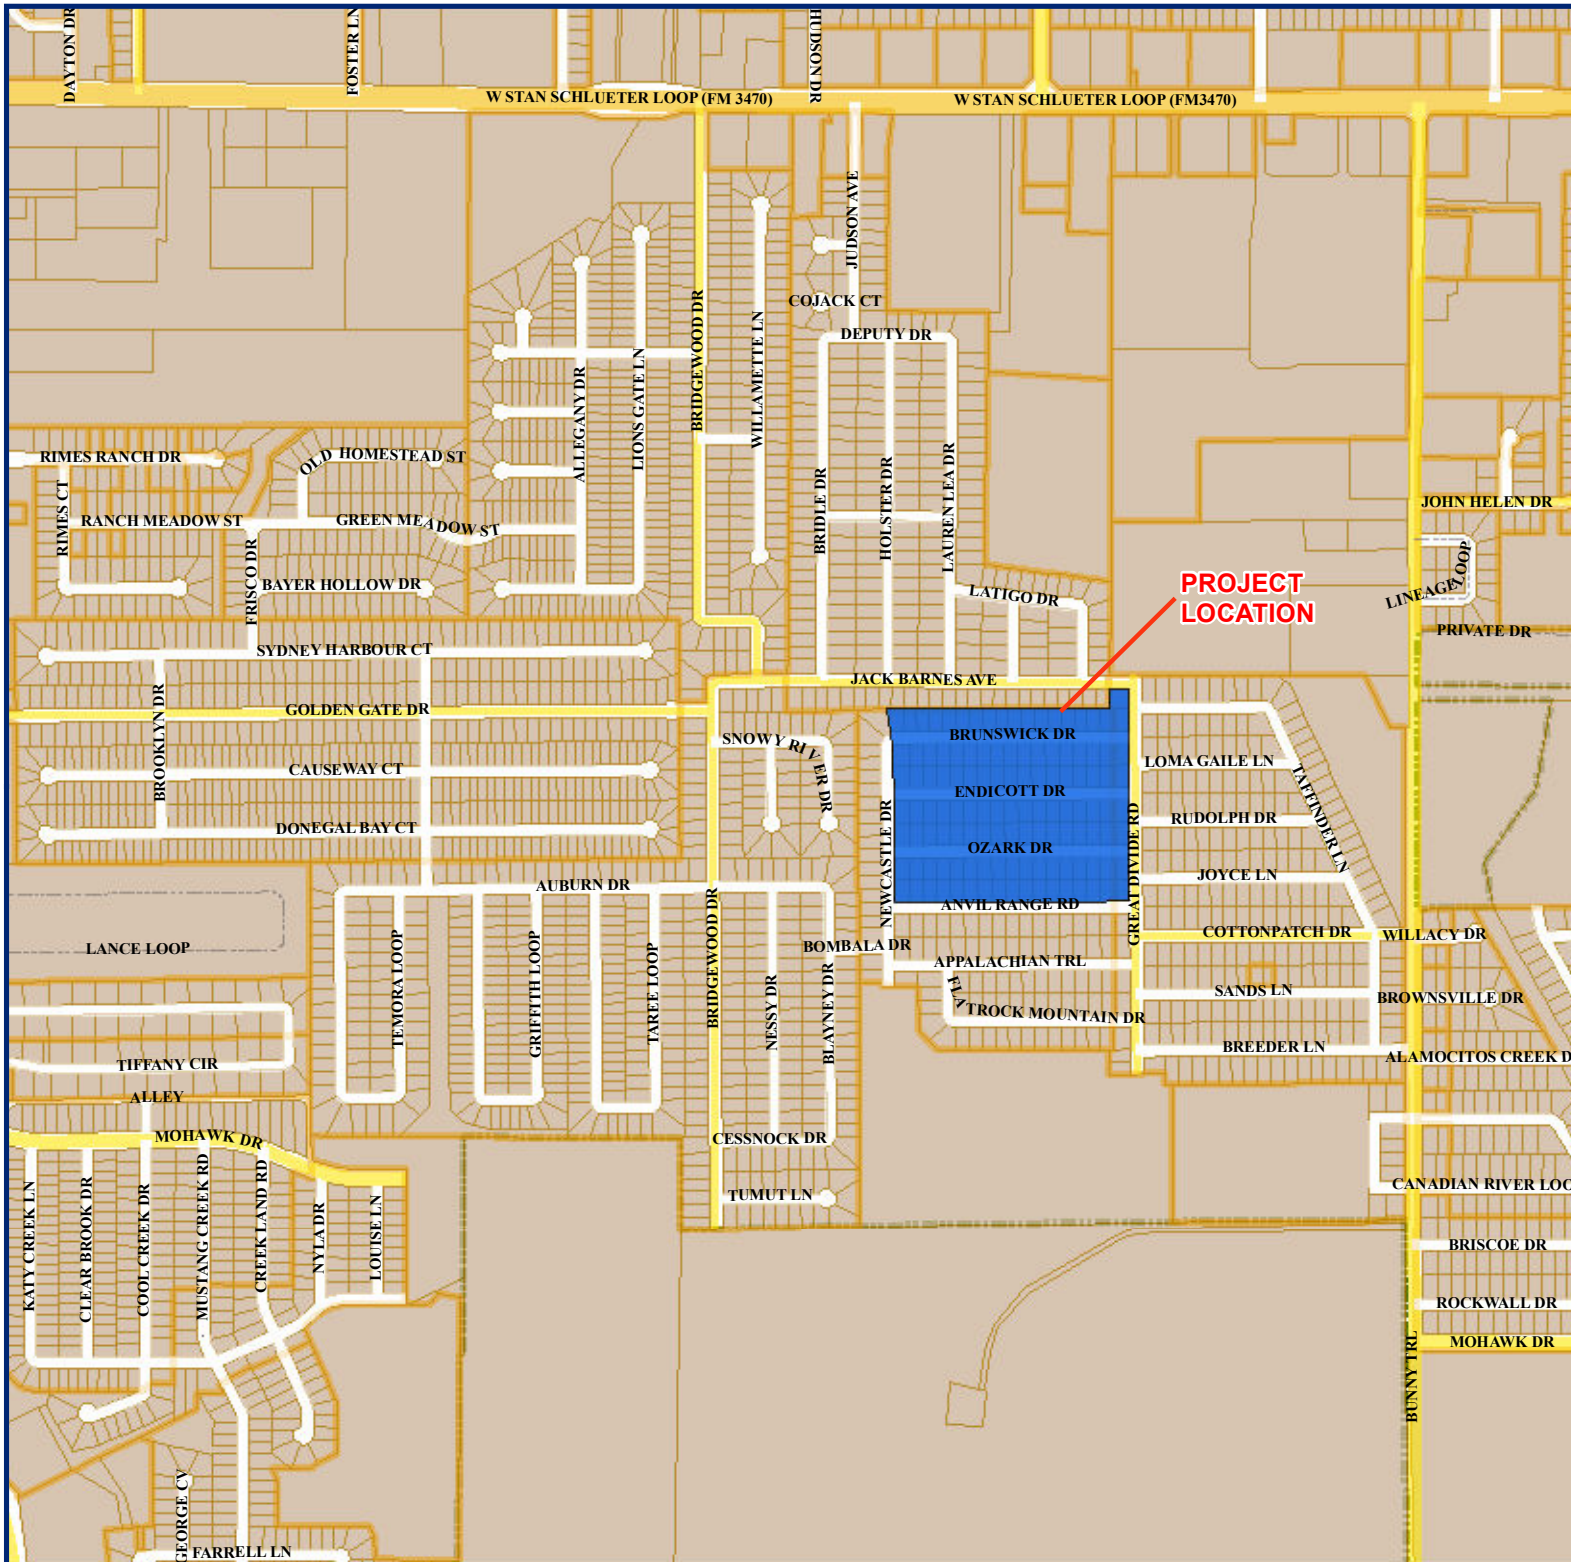 DAYTON DR
FOSTER LN
HUDSON DR
W STAN SCHLUETER LOOP (FM 3470)
W STAN SCHLUETER LOOP (FM3470)
JUDSON AVE
COJACK CT
DEPUTY DR
BRIDGEWOOD DR
WILLAMETTE LN
ALLEGANY DR
LIONS GATE LN
BRIDLE DR
HOLSTER DR
LAUREN LEA DR
RIMES RANCH DR
OLD HOMESTEAD ST
RIMES CT
RANCH MEADOW ST
GREEN MEADOW ST
JOHN HELEN DR
FRISCO DR
BAYER HOLLOW DR
LATIGO DR
LINEAGE LOOP
PROJECT
LOCATION
PRIVATE DR
SYDNEY HARBOUR CT
JACK BARNES AVE
BROOKLYN DR
GOLDEN GATE DR
SNOWY RIVER DR
BRUNSWICK DR
LOMA GAILE LN
TAFFINDER LN
CAUSEWAY CT
ENDICOTT DR
NEWCASTLE DR
GREAT DIVIDE RD
RUDOLPH DR
DONEGAL BAY CT
OZARK DR
JOYCE LN
AUBURN DR
ANVIL RANGE RD
BRIDGEWOOD DR
COTTONPATCH DR
WILLACY DR
LANCE LOOP
BOMBALA DR
APPALACHIAN TRL
TEMORA LOOP
GRIFFITH LOOP
TAREE LOOP
NESSY DR
BLAYNEY DR
FLATROCK MOUNTAIN DR
SANDS LN
BROWNSVILLE DR
TIFFANY CIR
BREEDER LN
ALAMOCITOS CREEK D
ALLEY
MOHAWK DR
CESSNOCK DR
TUMUT LN
CANADIAN RIVER LOO
KATY CREEK LN
CLEAR BROOK DR
COOL CREEK DR
MUSTANG CREEK RD
CREEK LAND RD
NYLA DR
LOUISE LN
BRISCOE DR
ROCKWALL DR
MOHAWK DR
BUNNY TRL
GEORGE CV
FARRELL LN